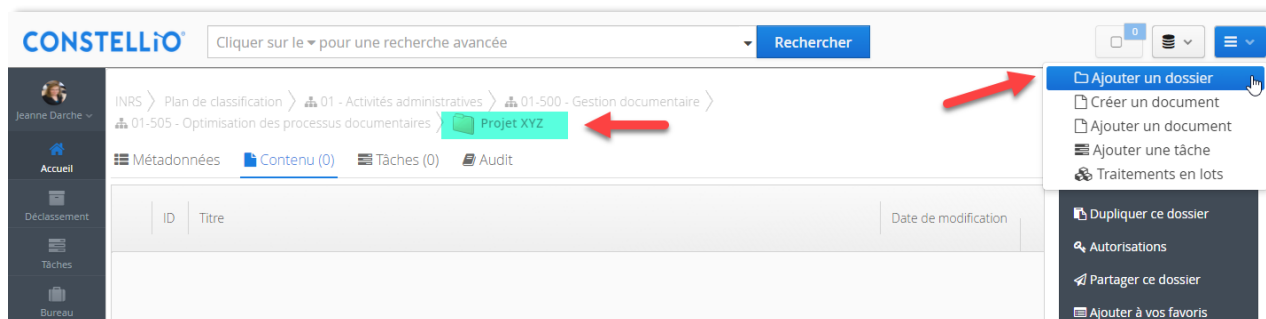 CONSTELLiO
Cliquer sur le pour une recherche avancée
Rechercher
0
Jeanne Darche
Accueil
Déclassement
Tâches
Bureau
INRS 〉 Plan de classification 〉 01 - Activités administratives 〉 01-500 - Gestion documentaire 〉
01-505 - Optimisation des processus documentaires 〉 Projet XYZ
Métadonnées Contenu (0) Tâches (0) Audit
ID Titre Date de modification
Ajouter un dossier
Créer un document
Ajouter un document
Ajouter une tâche
Traitements en lots
Dupliquer ce dossier
Autorisations
Partager ce dossier
Ajouter à vos favoris